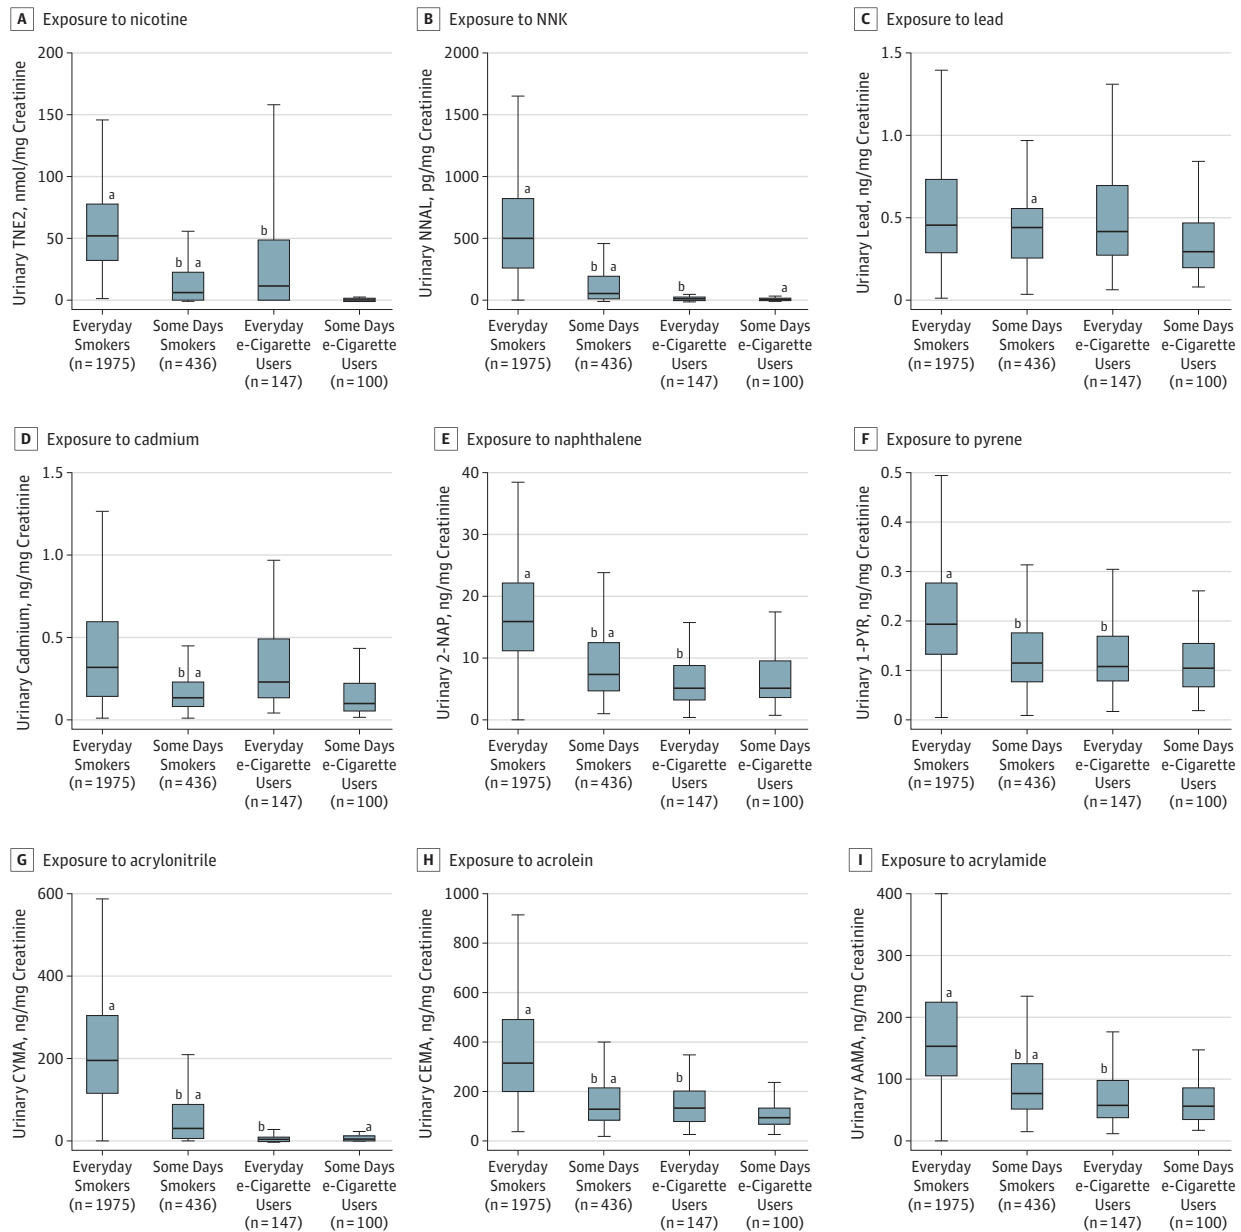 A Exposure to nicotine
Urinary TNE2, nmol/mg Creatinine
200
150
100
50
0
a
b a
b
Everyday Smokers (n = 1975)
Some Days Smokers (n = 436)
Everyday e-Cigarette Users (n = 147)
Some Days e-Cigarette Users (n = 100)
B Exposure to NNK
Urinary NNAL, pg/mg Creatinine
2000
1500
1000
500
0
a
b a
b
a
Everyday Smokers (n = 1975)
Some Days Smokers (n = 436)
Everyday e-Cigarette Users (n = 147)
Some Days e-Cigarette Users (n = 100)
C Exposure to lead
Urinary Lead, ng/mg Creatinine
1.5
1.0
0.5
0
a
Everyday Smokers (n = 1975)
Some Days Smokers (n = 436)
Everyday e-Cigarette Users (n = 147)
Some Days e-Cigarette Users (n = 100)
D Exposure to cadmium
Urinary Cadmium, ng/mg Creatinine
1.5
1.0
0.5
0
b a
Everyday Smokers (n = 1975)
Some Days Smokers (n = 436)
Everyday e-Cigarette Users (n = 147)
Some Days e-Cigarette Users (n = 100)
E Exposure to naphthalene
Urinary 2-NAP, ng/mg Creatinine
40
30
20
10
0
a
b a
b
Everyday Smokers (n = 1975)
Some Days Smokers (n = 436)
Everyday e-Cigarette Users (n = 147)
Some Days e-Cigarette Users (n = 100)
F Exposure to pyrene
Urinary 1-PYR, ng/mg Creatinine
0.5
0.4
0.3
0.2
0.1
0
a
b
b
Everyday Smokers (n = 1975)
Some Days Smokers (n = 436)
Everyday e-Cigarette Users (n = 147)
Some Days e-Cigarette Users (n = 100)
G Exposure to acrylonitrile
Urinary CYMA, ng/mg Creatinine
600
400
200
0
a
b a
b
a
Everyday Smokers (n = 1975)
Some Days Smokers (n = 436)
Everyday e-Cigarette Users (n = 147)
Some Days e-Cigarette Users (n = 100)
H Exposure to acrolein
Urinary CEMA, ng/mg Creatinine
1000
800
600
400
200
0
a
b a
b
Everyday Smokers (n = 1975)
Some Days Smokers (n = 436)
Everyday e-Cigarette Users (n = 147)
Some Days e-Cigarette Users (n = 100)
I Exposure to acrylamide
Urinary AAMA, ng/mg Creatinine
400
300
200
100
0
a
b a
b
Everyday Smokers (n = 1975)
Some Days Smokers (n = 436)
Everyday e-Cigarette Users (n = 147)
Some Days e-Cigarette Users (n = 100)